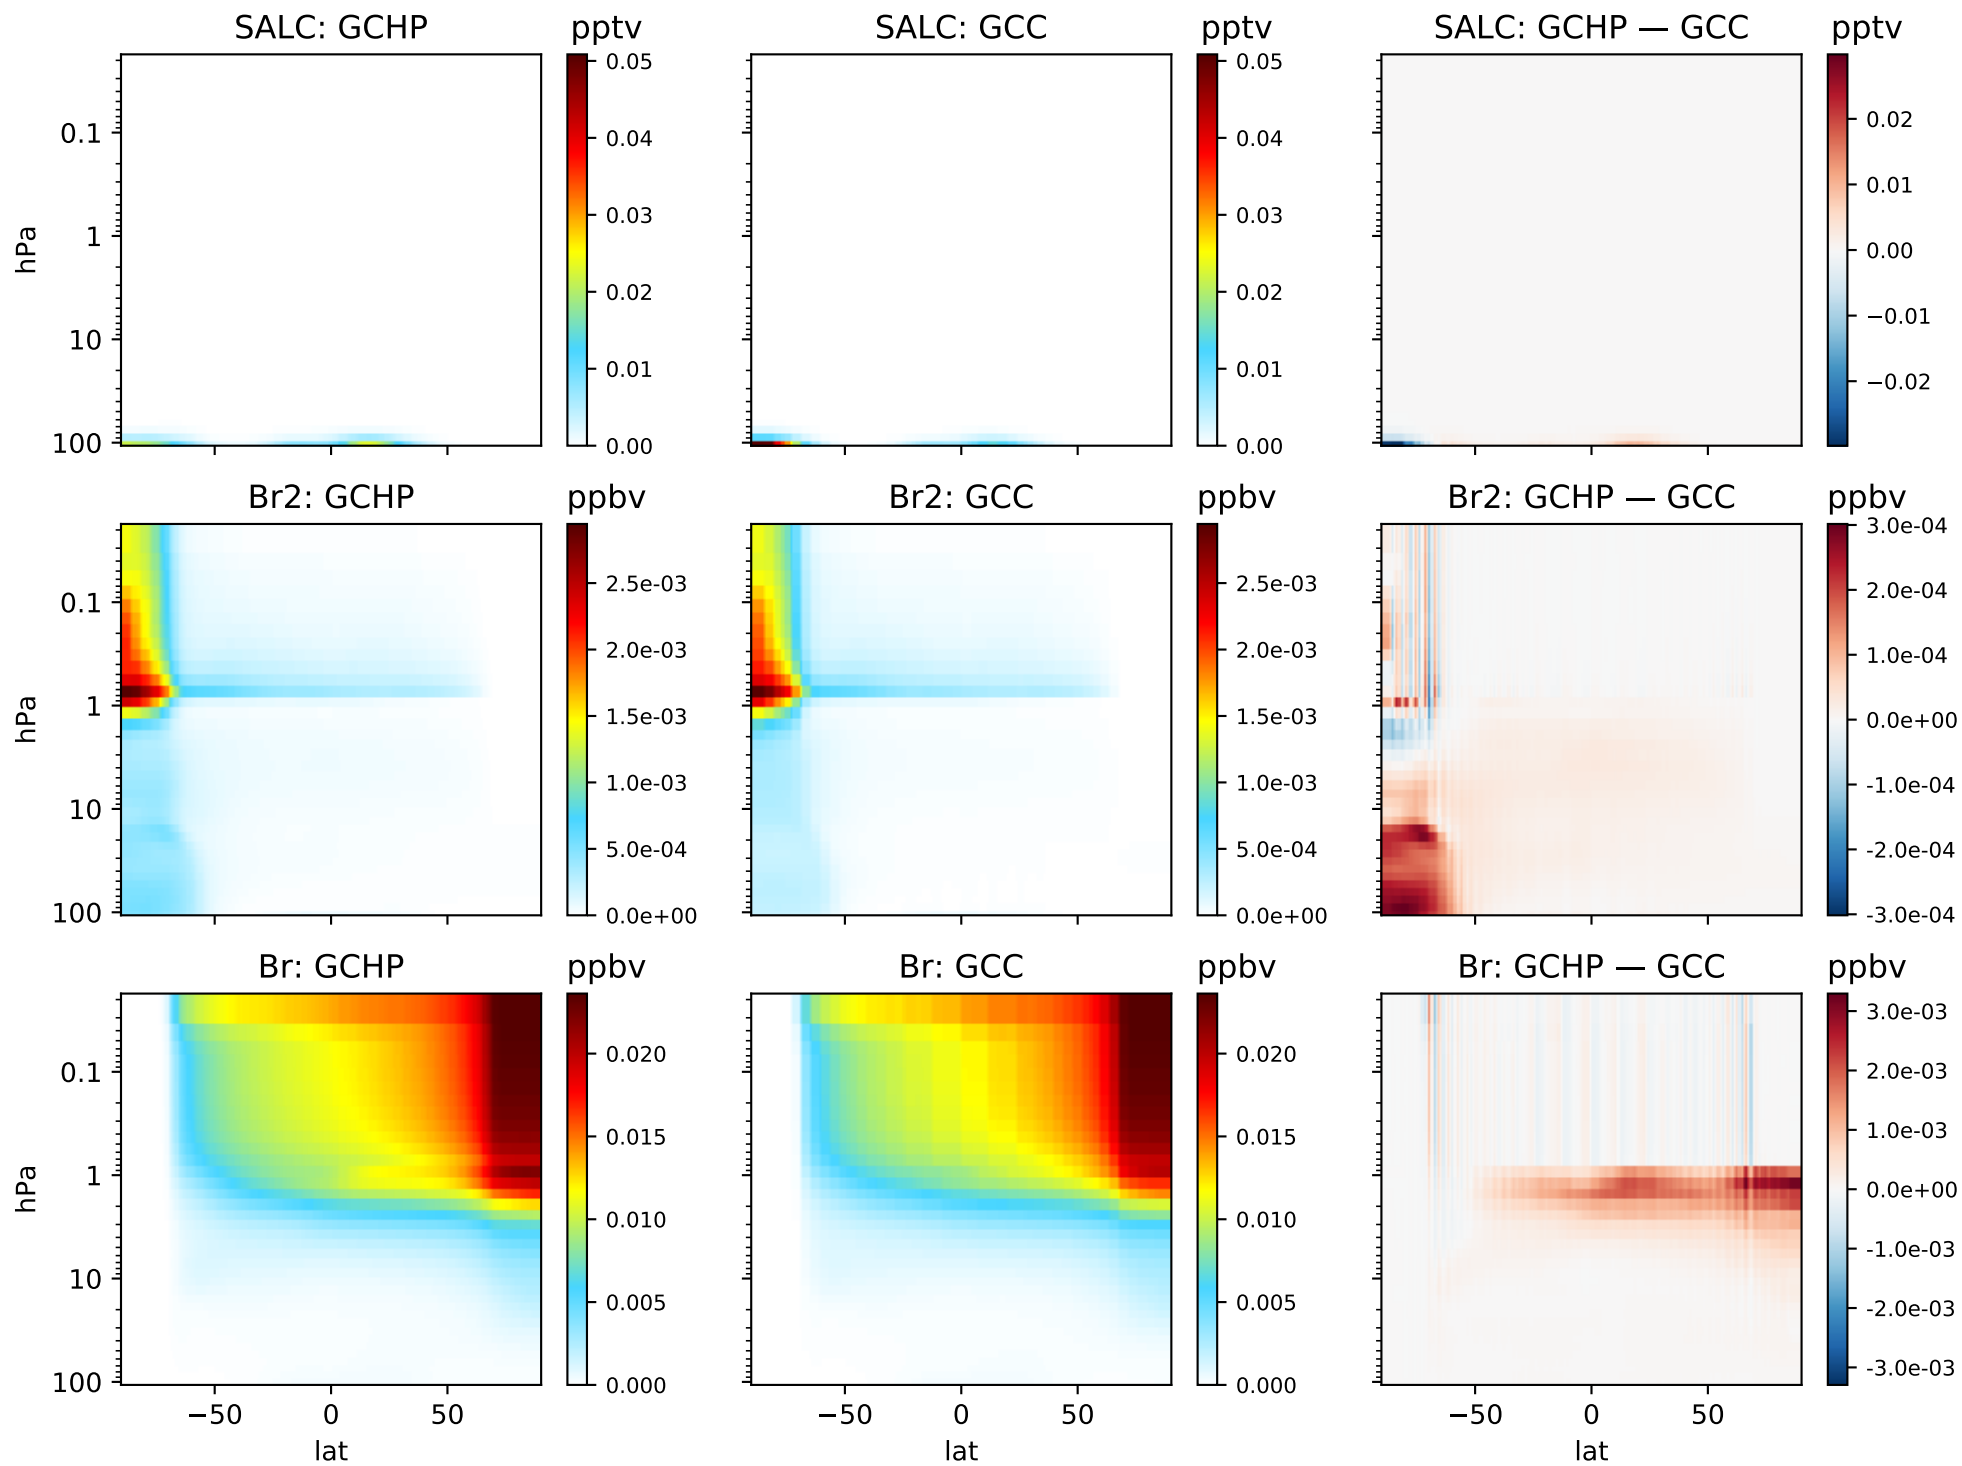 SALC: GCHP
pptv
SALC: GCC
pptv
SALC: GCHP — GCC
pptv
hPa
0.1
1
10
100
0.05
0.04
0.03
0.02
0.01
0.00
0.05
0.04
0.03
0.02
0.01
0.00
0.02
0.01
0.00
−0.01
−0.02
Br2: GCHP
ppbv
Br2: GCC
ppbv
Br2: GCHP — GCC
ppbv
hPa
0.1
1
10
100
2.5e-03
2.0e-03
1.5e-03
1.0e-03
5.0e-04
0.0e+00
2.5e-03
2.0e-03
1.5e-03
1.0e-03
5.0e-04
0.0e+00
3.0e-04
2.0e-04
1.0e-04
0.0e+00
-1.0e-04
-2.0e-04
-3.0e-04
Br: GCHP
ppbv
Br: GCC
ppbv
Br: GCHP — GCC
ppbv
hPa
0.1
1
10
100
0.020
0.015
0.010
0.005
0.000
0.020
0.015
0.010
0.005
0.000
3.0e-03
2.0e-03
1.0e-03
0.0e+00
-1.0e-03
-2.0e-03
-3.0e-03
−50
0
50
−50
0
50
−50
0
50
lat
lat
lat